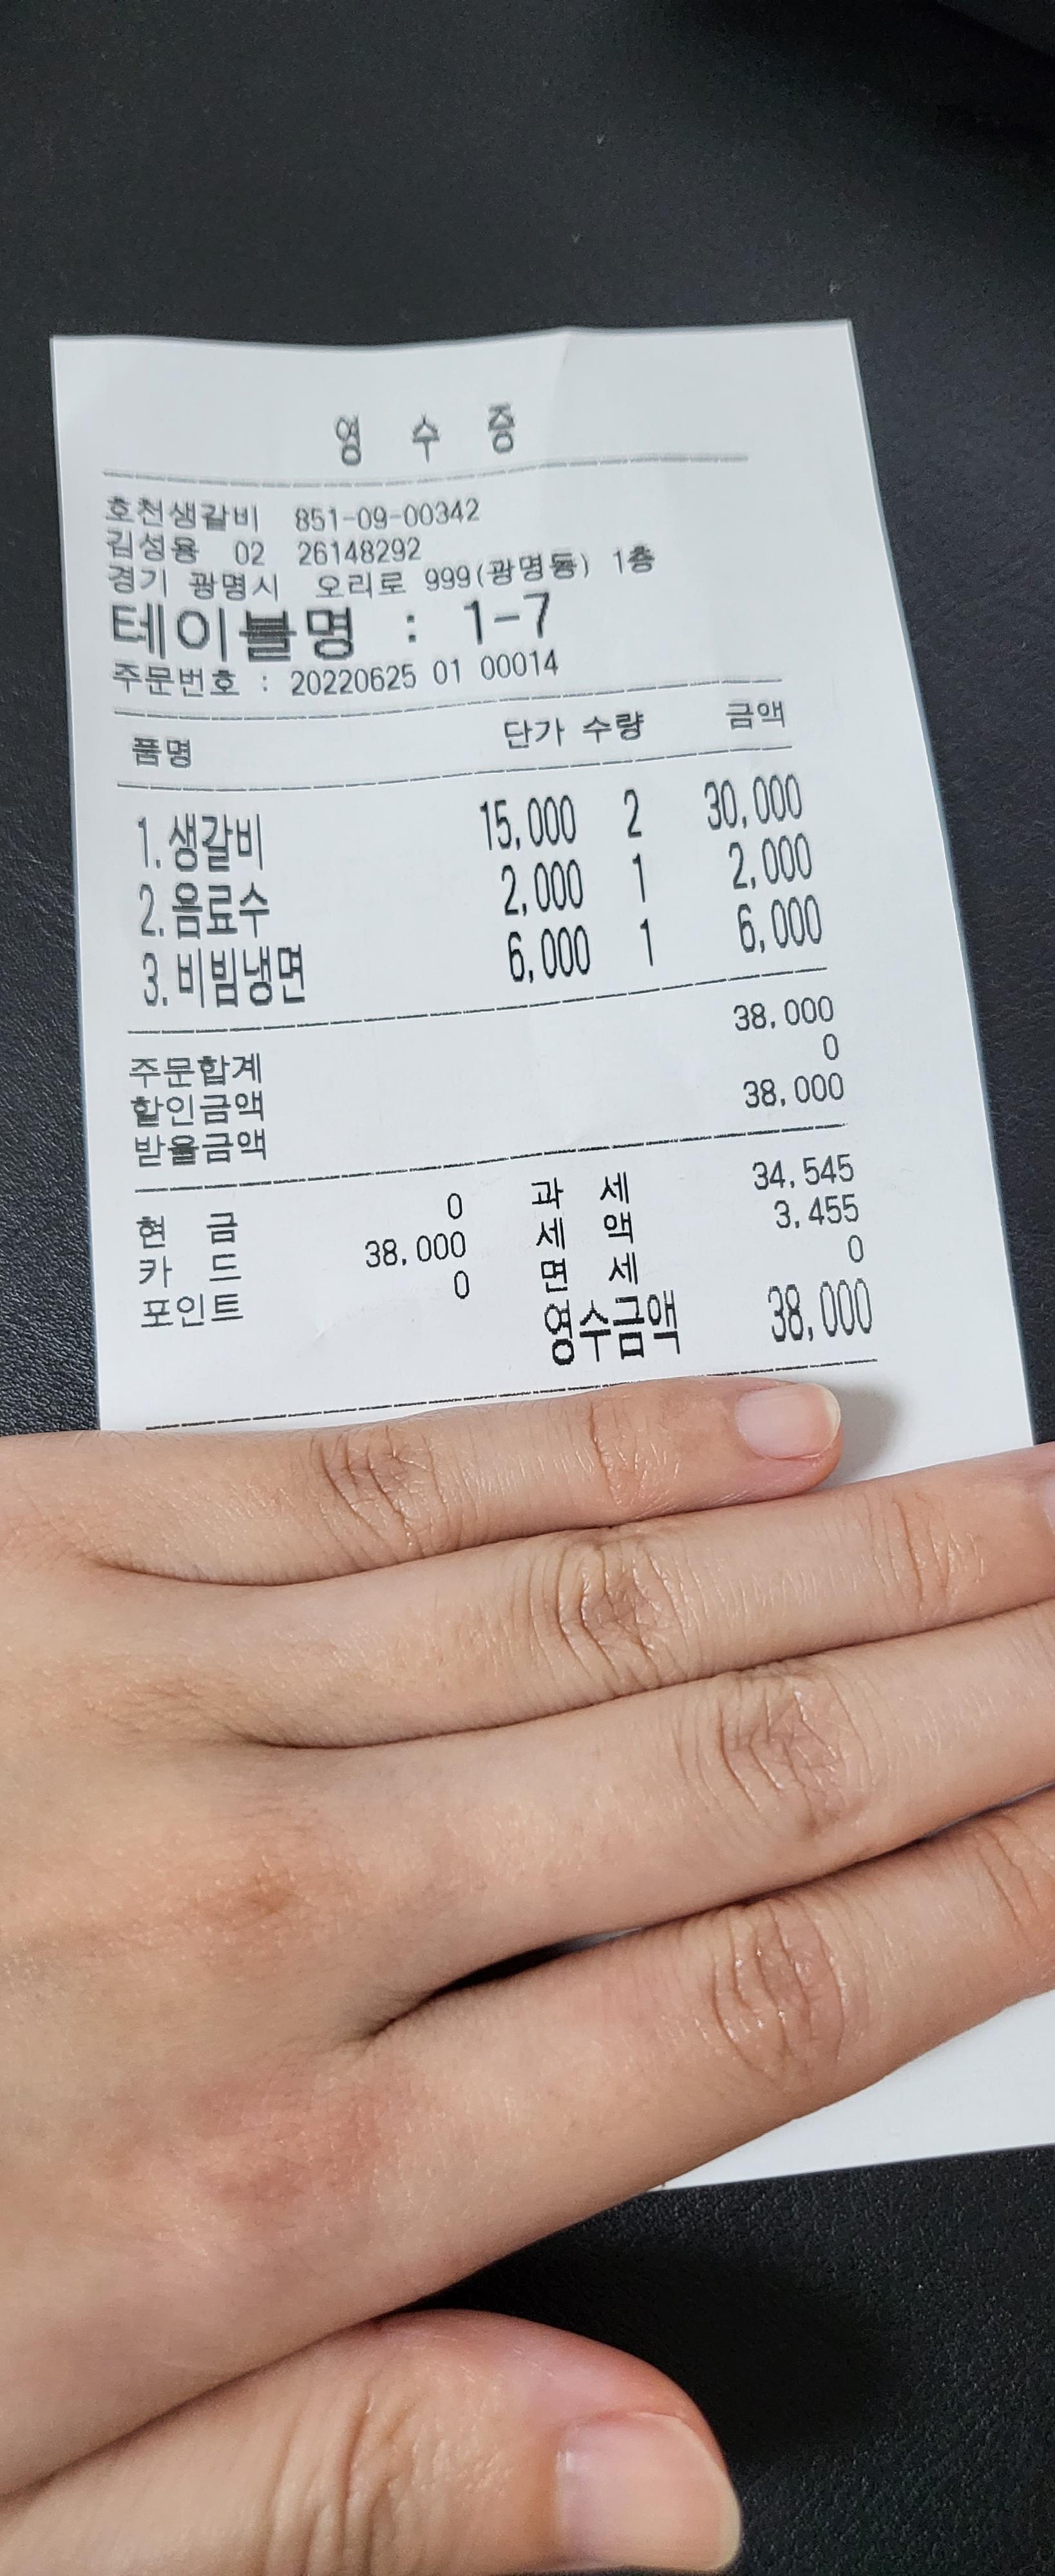 영 수 증
호천생갈비 851-09-00342
김성용 02 26148292
경기 광명시 오리로 999(광명동) 1층
테이블명 : 1-7
주문번호 : 20220625 01 00014
품명 단가 수량 금액
1.생갈비 15,000 2 30,000
2.음료수 2,000 1 2,000
3.비빔냉면 6,000 1 6,000
주문합계 38,000
할인금액 0
받을금액 38,000
현 금 0 과 세 34,545
카 드 38,000 세 액 3,455
포인트 0 면 세 0
영수금액 38,000